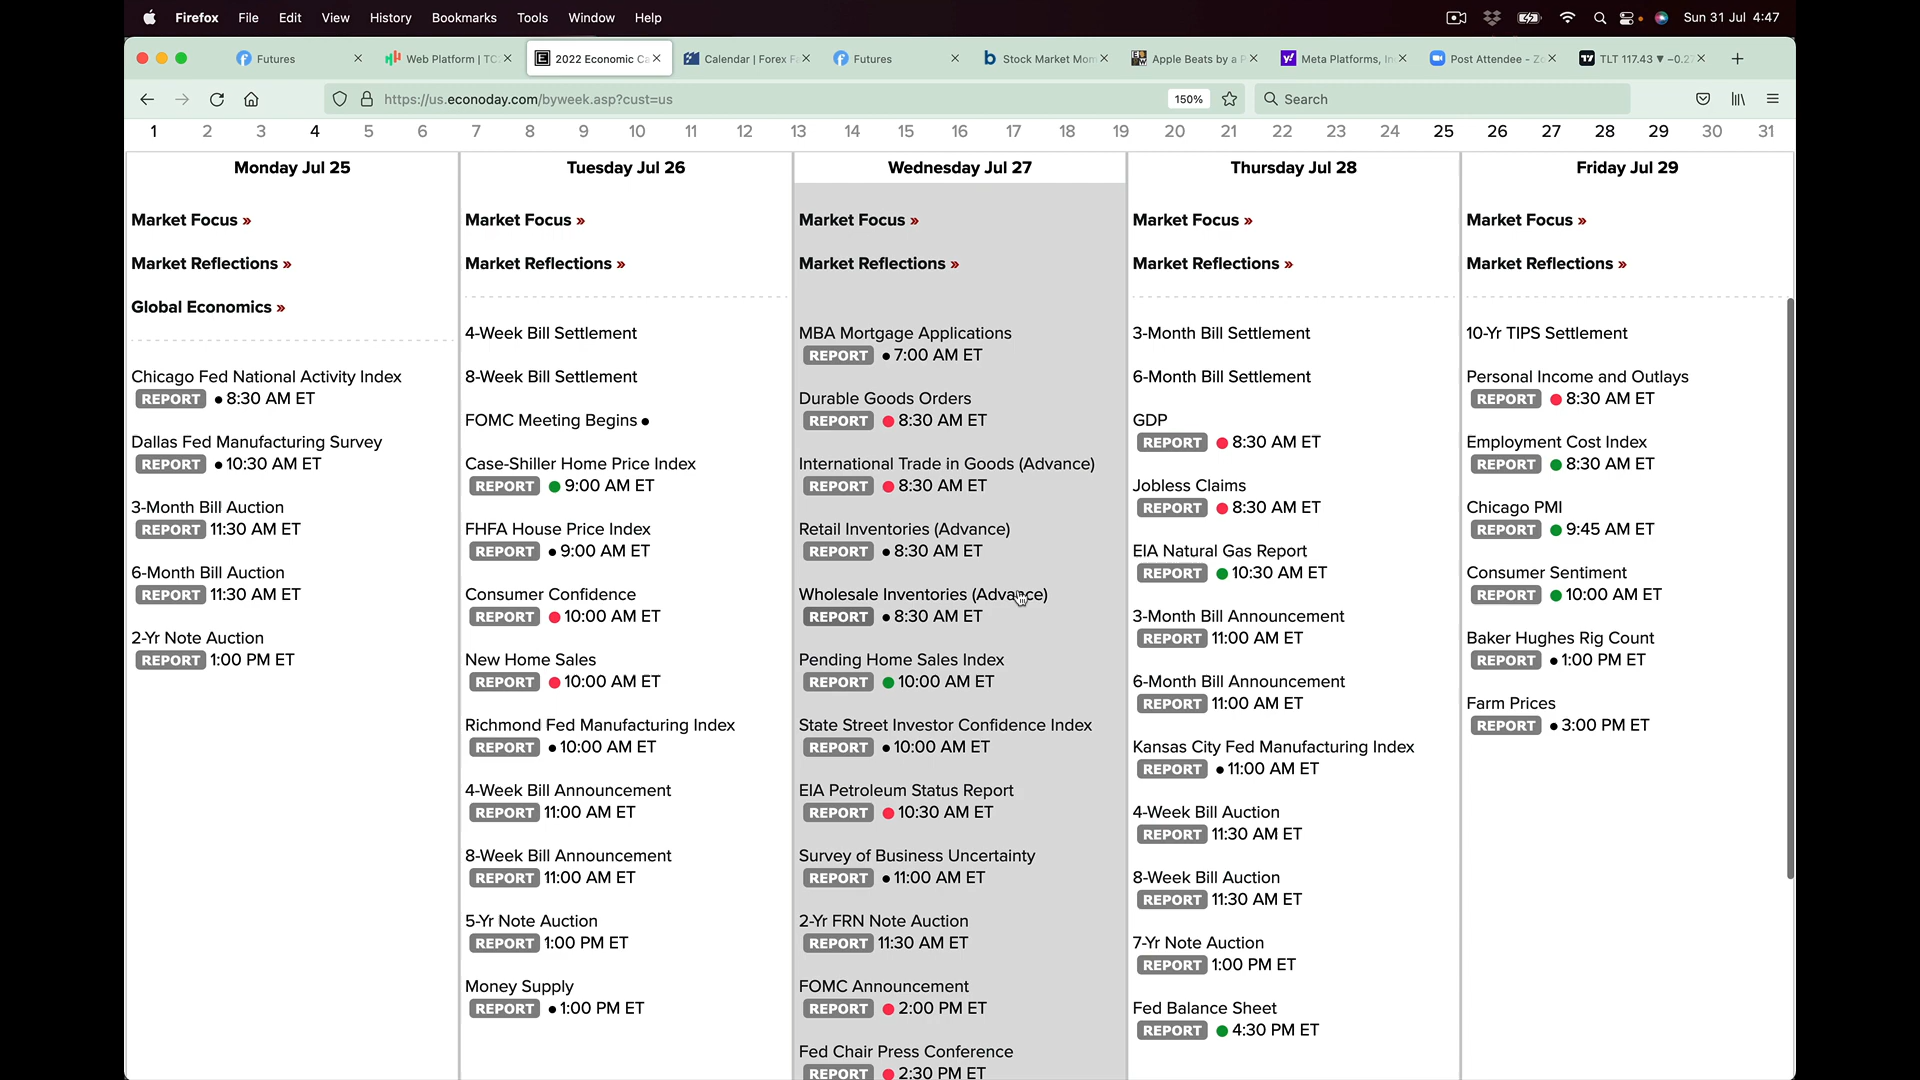 Firefox File Edit View History Bookmarks Tools Window Help Sun 31 Jul 4:47
Futures Web Platform | TC 2022 Economic Ca Calendar | Forex Fa Futures Stock Market Mom Apple Beats by a P Meta Platforms, In Post Attendee - Zo TLT 117.43 ▼ −0.2
https://us.econoday.com/byweek.asp?cust=us 150% Search
1 2 3 4 5 6 7 8 9 10 11 12 13 14 15 16 17 18 19 20 21 22 23 24 25 26 27 28 29 30 31
Monday Jul 25
Market Focus »
Market Reflections »
Global Economics »
Chicago Fed National Activity Index
REPORT • 8:30 AM ET
Dallas Fed Manufacturing Survey
REPORT • 10:30 AM ET
3-Month Bill Auction
REPORT 11:30 AM ET
6-Month Bill Auction
REPORT 11:30 AM ET
2-Yr Note Auction
REPORT 1:00 PM ET
Tuesday Jul 26
Market Focus »
Market Reflections »
4-Week Bill Settlement
8-Week Bill Settlement
FOMC Meeting Begins •
Case-Shiller Home Price Index
REPORT ● 9:00 AM ET
FHFA House Price Index
REPORT • 9:00 AM ET
Consumer Confidence
REPORT ● 10:00 AM ET
New Home Sales
REPORT ● 10:00 AM ET
Richmond Fed Manufacturing Index
REPORT • 10:00 AM ET
4-Week Bill Announcement
REPORT 11:00 AM ET
8-Week Bill Announcement
REPORT 11:00 AM ET
5-Yr Note Auction
REPORT 1:00 PM ET
Money Supply
REPORT • 1:00 PM ET
Wednesday Jul 27
Market Focus »
Market Reflections »
MBA Mortgage Applications
REPORT • 7:00 AM ET
Durable Goods Orders
REPORT ● 8:30 AM ET
International Trade in Goods (Advance)
REPORT ● 8:30 AM ET
Retail Inventories (Advance)
REPORT • 8:30 AM ET
Wholesale Inventories (Advance)
REPORT • 8:30 AM ET
Pending Home Sales Index
REPORT ● 10:00 AM ET
State Street Investor Confidence Index
REPORT • 10:00 AM ET
EIA Petroleum Status Report
REPORT ● 10:30 AM ET
Survey of Business Uncertainty
REPORT • 11:00 AM ET
2-Yr FRN Note Auction
REPORT 11:30 AM ET
FOMC Announcement
REPORT ● 2:00 PM ET
Fed Chair Press Conference
REPORT ● 2:30 PM ET
Thursday Jul 28
Market Focus »
Market Reflections »
3-Month Bill Settlement
6-Month Bill Settlement
GDP
REPORT ● 8:30 AM ET
Jobless Claims
REPORT ● 8:30 AM ET
EIA Natural Gas Report
REPORT ● 10:30 AM ET
3-Month Bill Announcement
REPORT 11:00 AM ET
6-Month Bill Announcement
REPORT 11:00 AM ET
Kansas City Fed Manufacturing Index
REPORT • 11:00 AM ET
4-Week Bill Auction
REPORT 11:30 AM ET
8-Week Bill Auction
REPORT 11:30 AM ET
7-Yr Note Auction
REPORT 1:00 PM ET
Fed Balance Sheet
REPORT ● 4:30 PM ET
Friday Jul 29
Market Focus »
Market Reflections »
10-Yr TIPS Settlement
Personal Income and Outlays
REPORT ● 8:30 AM ET
Employment Cost Index
REPORT ● 8:30 AM ET
Chicago PMI
REPORT ● 9:45 AM ET
Consumer Sentiment
REPORT ● 10:00 AM ET
Baker Hughes Rig Count
REPORT • 1:00 PM ET
Farm Prices
REPORT • 3:00 PM ET